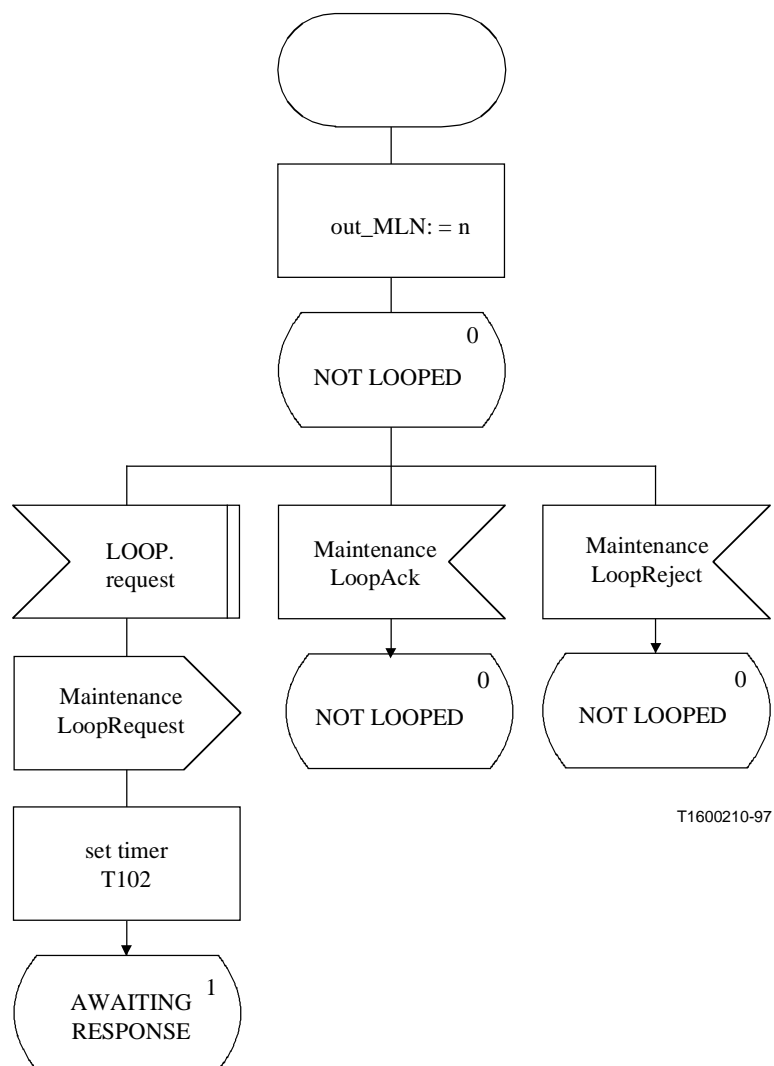 out_MLN: = n
0
NOT LOOPED
LOOP.
request
Maintenance
LoopAck
Maintenance
LoopReject
Maintenance
LoopRequest
0
NOT LOOPED
0
NOT LOOPED
T1600210-97
set timer
T102
1
AWAITING
RESPONSE